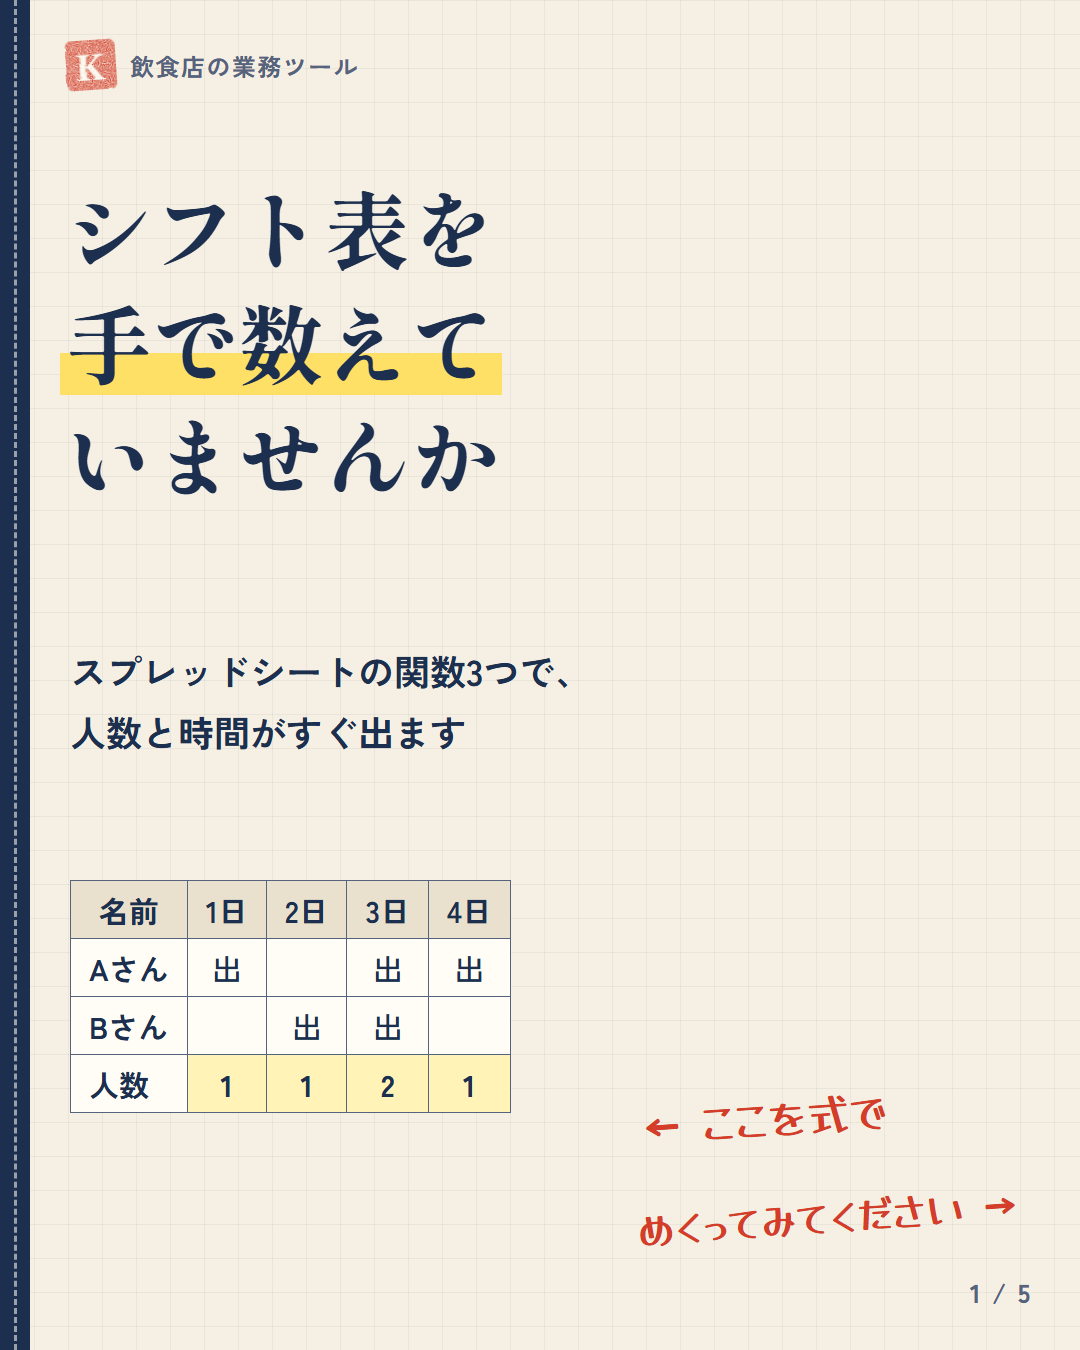 K 飲食店の業務ツール
シフト表を
手で数えて
いませんか
スプレッドシートの関数3つで、
人数と時間がすぐ出ます
名前 1日 2日 3日 4日
Aさん 出 出 出
Bさん 出 出
人数 1 1 2 1
← ここを式で
めくってみてください →
1 / 5